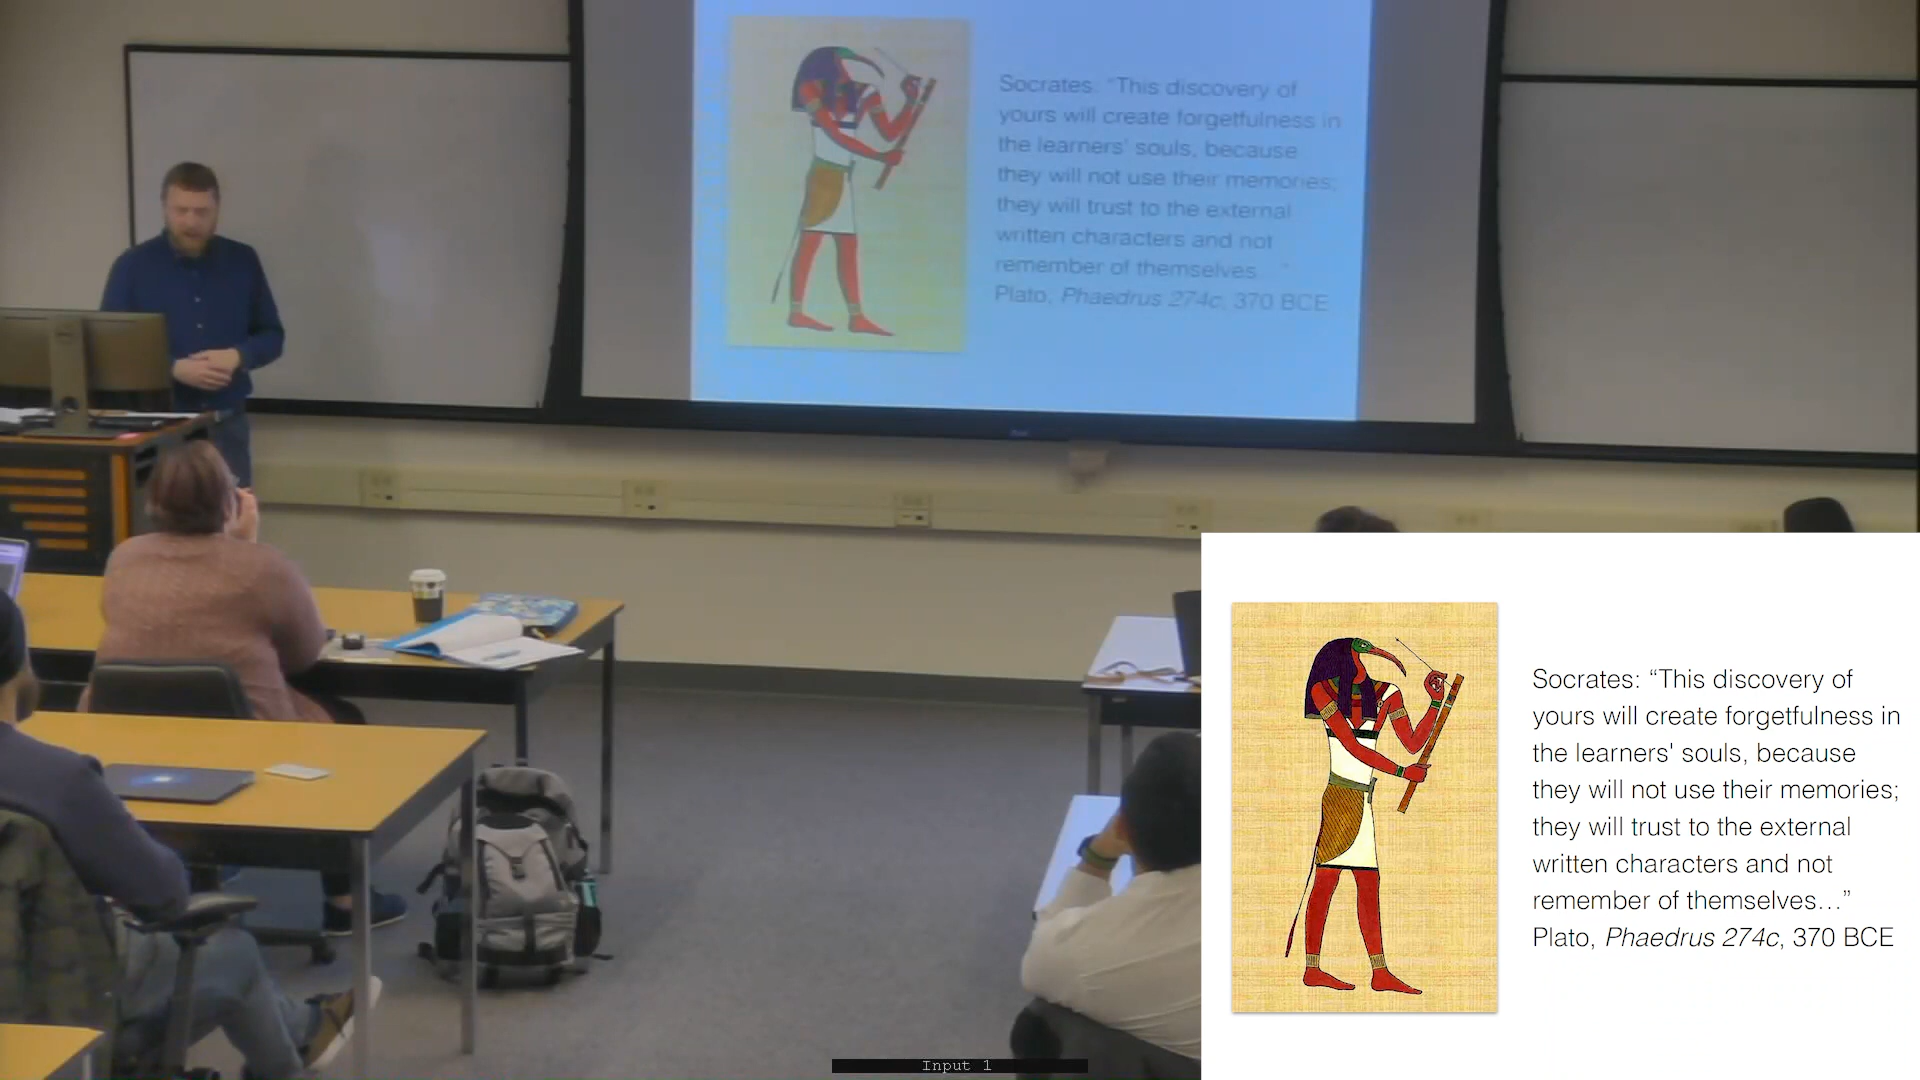 Socrates: “This discovery of
yours will create forgetfulness in
the learners' souls, because
they will not use their memories;
they will trust to the external
written characters and not
remember of themselves
Plato, Phaedrus 274c, 370 BCE
Socrates: “This discovery of
yours will create forgetfulness in
the learners' souls, because
they will not use their memories;
they will trust to the external
written characters and not
remember of themselves…”
Plato, Phaedrus 274c, 370 BCE
Input 1